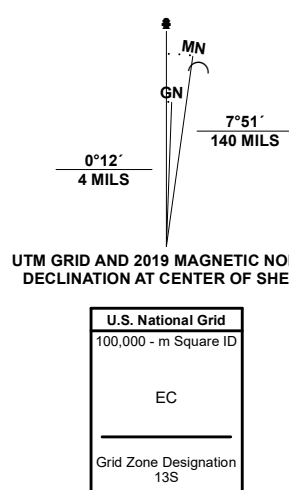 MN
GN
7°51´
140 MILS
0°12´
4 MILS
UTM GRID AND 2019 MAGNETIC NO
DECLINATION AT CENTER OF SHE
U.S. National Grid
100,000 - m Square ID
EC
Grid Zone Designation
13S